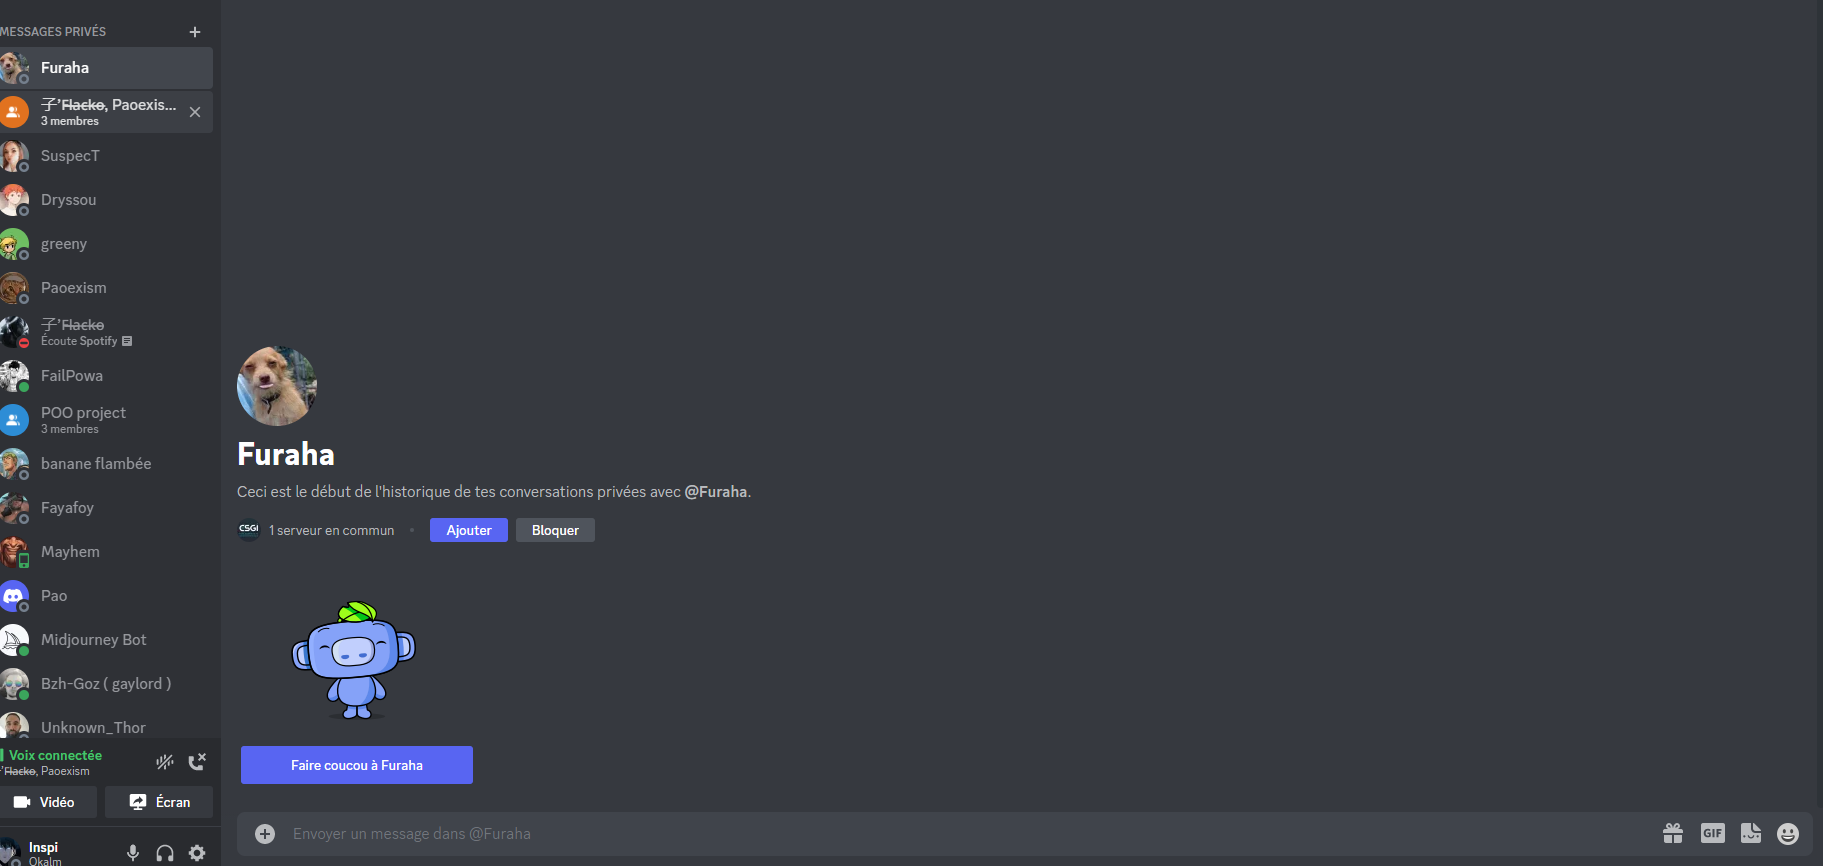 MESSAGES PRIVÉS
Furaha
子'Flacko, Paoexis...
3 membres
SuspecT
Dryssou
greeny
Paoexism
子'Flacko
Écoute Spotify
FailPowa
POO project
3 membres
banane flambée
Fayafoy
Mayhem
Pao
Midjourney Bot
Bzh-Goz ( gaylord )
Unknown_Thor
Voix connectée
'Flacko, Paoexism
Vidéo
Écran
Inspi
Okalm
Furaha
Ceci est le début de l'historique de tes conversations privées avec @Furaha.
CSGI
1 serveur en commun
Ajouter
Bloquer
Faire coucou à Furaha
Envoyer un message dans @Furaha
GIF